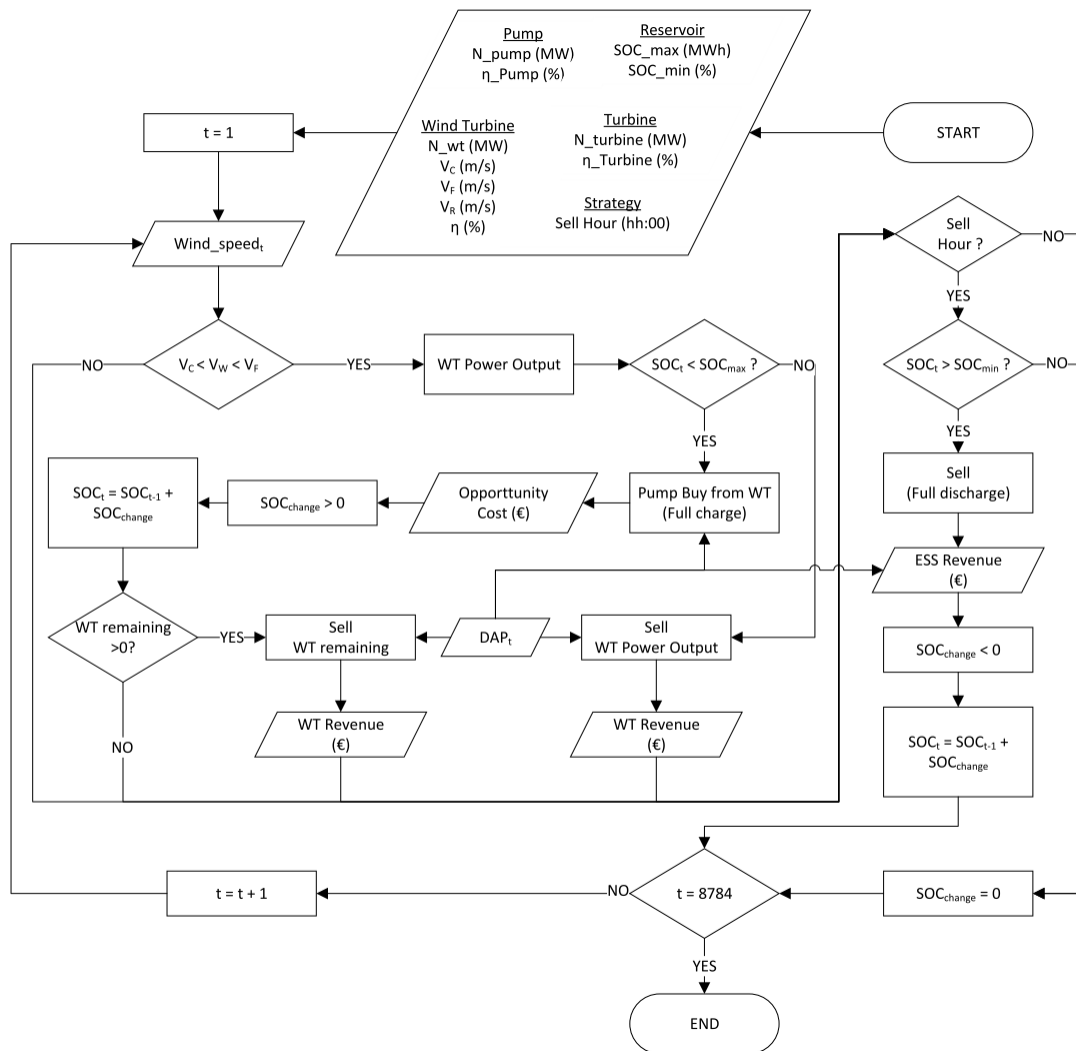 Pump
N_pump (MW)
η_Pump (%)
Reservoir
SOC_max (MWh)
SOC_min (%)
Wind Turbine
N_wt (MW)
V_C (m/s)
V_F (m/s)
V_R (m/s)
η (%)
Turbine
N_turbine (MW)
η_Turbine (%)
Strategy
Sell Hour (hh:00)
START
t = 1
Wind_speed_t
Sell
Hour ?
NO
YES
NO
V_C < V_W < V_F
YES
WT Power Output
SOC_t < SOC_max ?
NO
SOC_t > SOC_min ?
NO
YES
YES
SOC_t = SOC_t-1 +
SOC_change
SOC_change > 0
Opporttunity
Cost (€)
Pump Buy from WT
(Full charge)
Sell
(Full discharge)
ESS Revenue
(€)
WT remaining
>0?
YES
Sell
WT remaining
DAP_t
Sell
WT Power Output
SOC_change < 0
NO
WT Revenue
(€)
WT Revenue
(€)
SOC_t = SOC_t-1 +
SOC_change
t = t + 1
NO
t = 8784
SOC_change = 0
YES
END